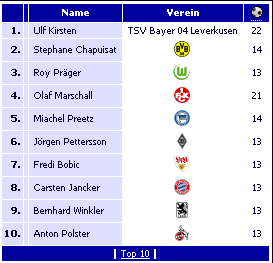 Name Verein
1. Ulf Kirsten TSV Bayer 04 Leverkusen 22
2. Stephane Chapuisat 14
3. Roy Präger 13
4. Olaf Marschall 21
5. Miachel Preetz 14
6. Jörgen Pettersson 13
7. Fredi Bobic 13
8. Carsten Jancker 13
9. Bernhard Winkler 13
10. Anton Polster 13
| Top 10 |